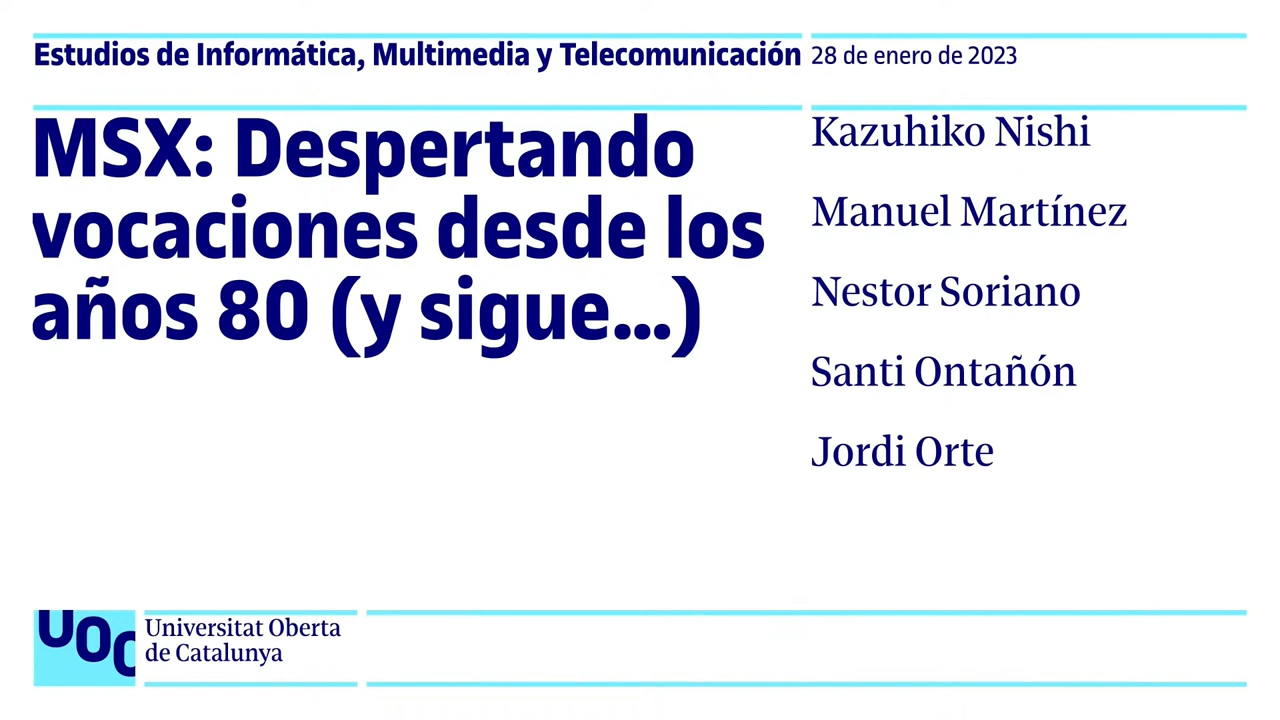 Estudios de Informática, Multimedia y Telecomunicación
28 de enero de 2023
MSX: Despertando
vocaciones desde los
años 80 (y sigue...)
Kazuhiko Nishi
Manuel Martínez
Nestor Soriano
Santi Ontañón
Jordi Orte
UOC
Universitat Oberta
de Catalunya